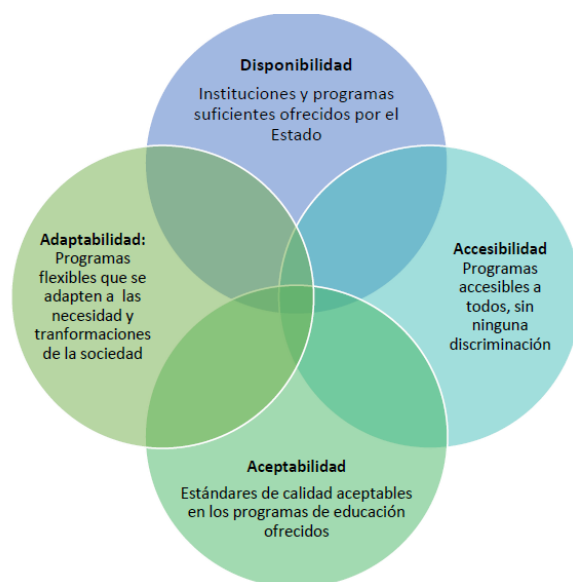 Disponibilidad
Instituciones y programas
suficientes ofrecidos por el
Estado
Adaptabilidad:
Programas
flexibles que se
adapten a las
necesidad y
tranformaciones
de la sociedad
Accesibilidad
Programas
accesibles a
todos, sin
ninguna
discriminación
Aceptabilidad
Estándares de calidad aceptables
en los programas de educación
ofrecidos